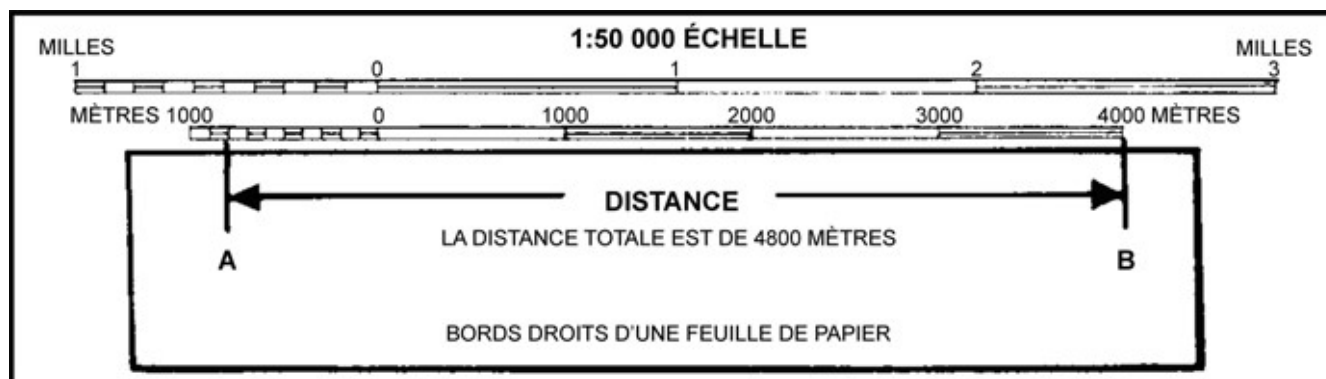 1:50 000 ÉCHELLE
MILLES MILLES
1 0 1 2 3
MÈTRES 1000 0 1000 2000 3000 4000 MÈTRES
DISTANCE
LA DISTANCE TOTALE EST DE 4800 MÈTRES
A B
BORDS DROITS D'UNE FEUILLE DE PAPIER